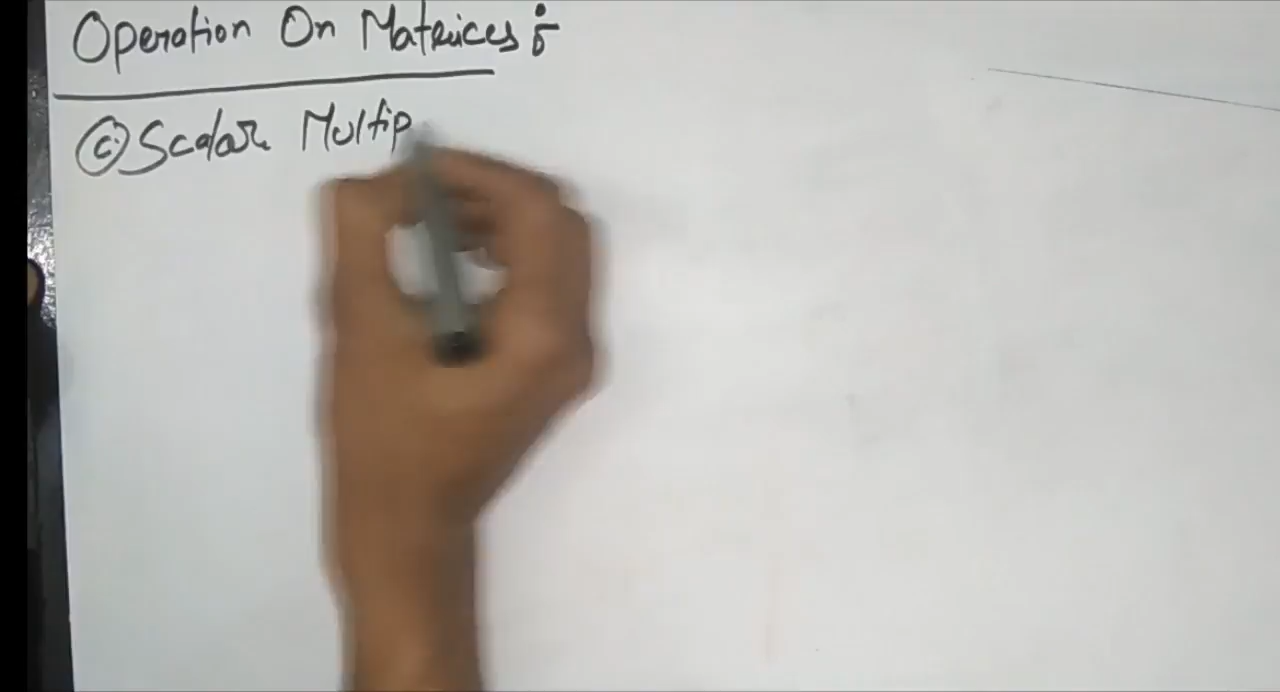 Operation On Matrices :-
(c) Scalar Multip